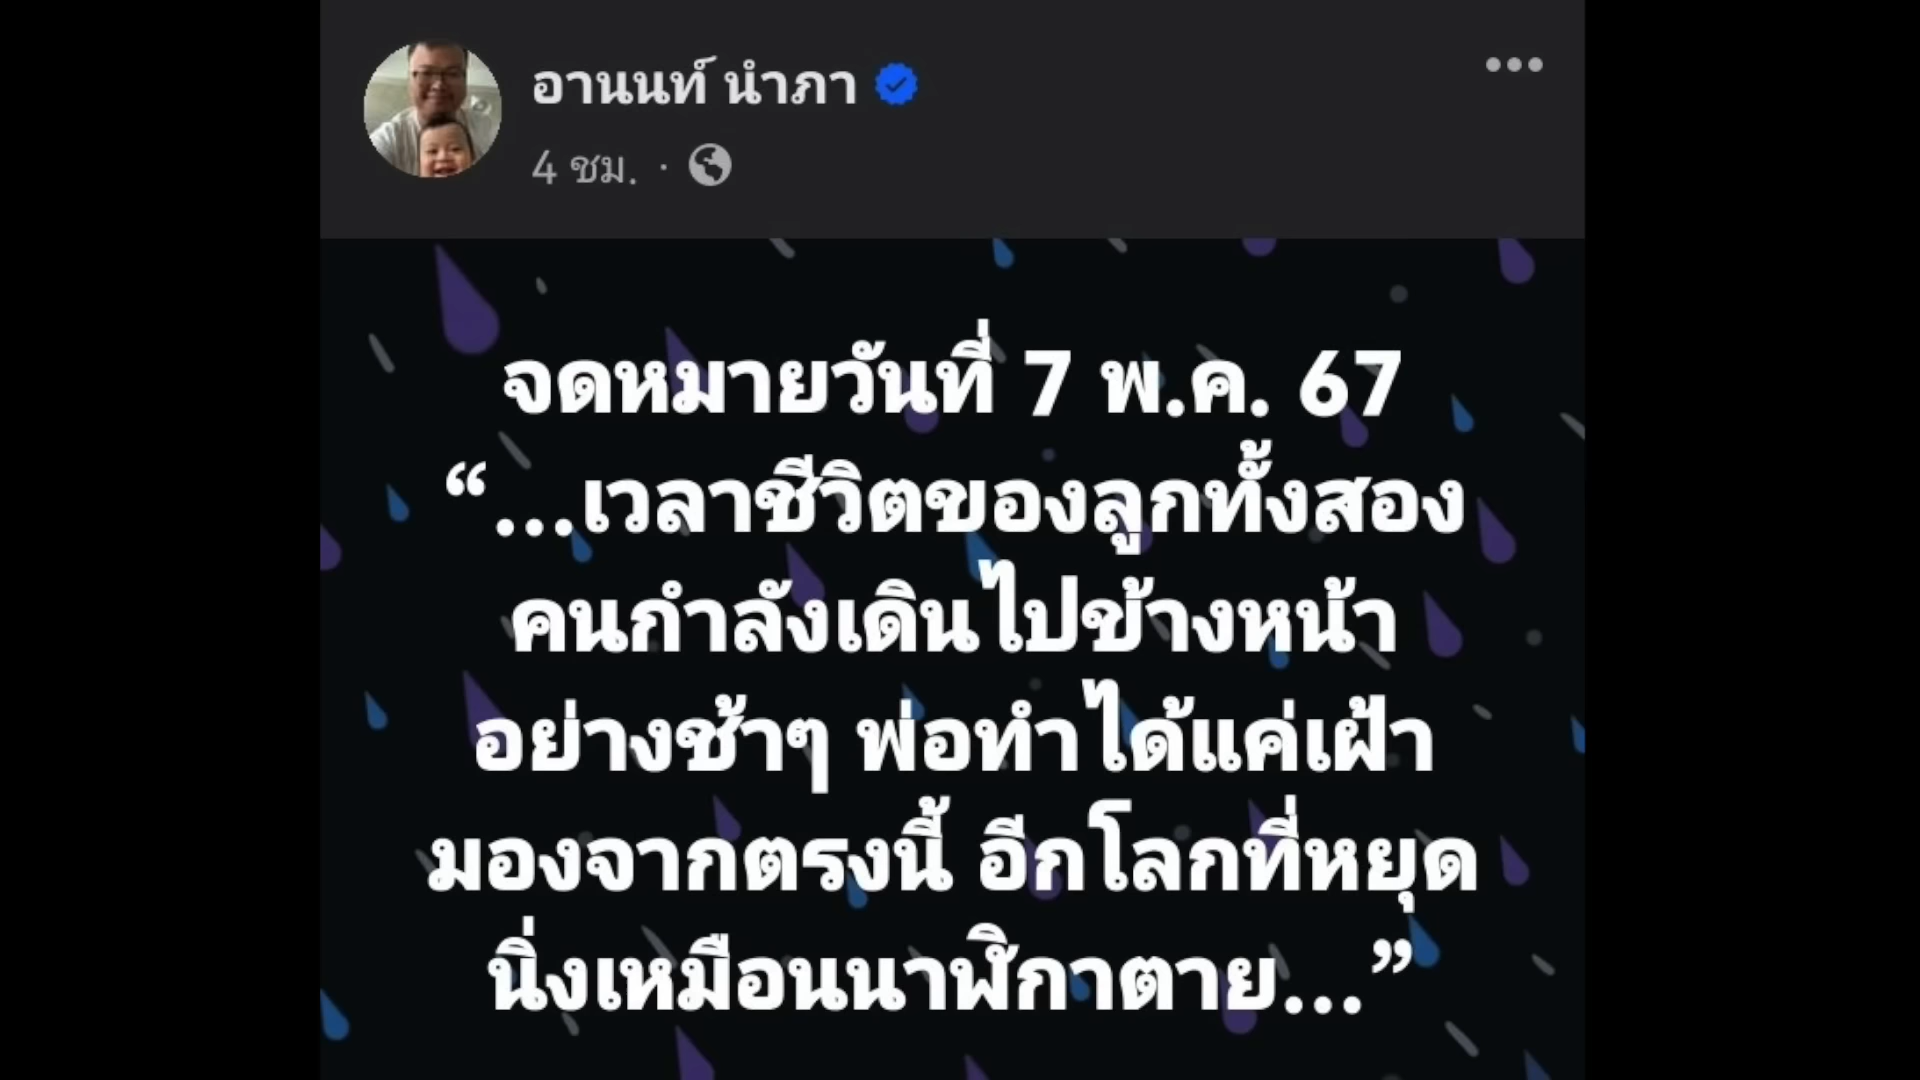 อานนท์ นำภา
4 ชม. ·
จดหมายวันที่ 7 พ.ค. 67
“...เวลาชีวิตของลูกทั้งสอง
คนกำลังเดินไปข้างหน้า
อย่างช้าๆ พ่อทำได้แค่เฝ้า
มองจากตรงนี้ อีกโลกที่หยุด
นิ่งเหมือนนาฬิกาตาย...”